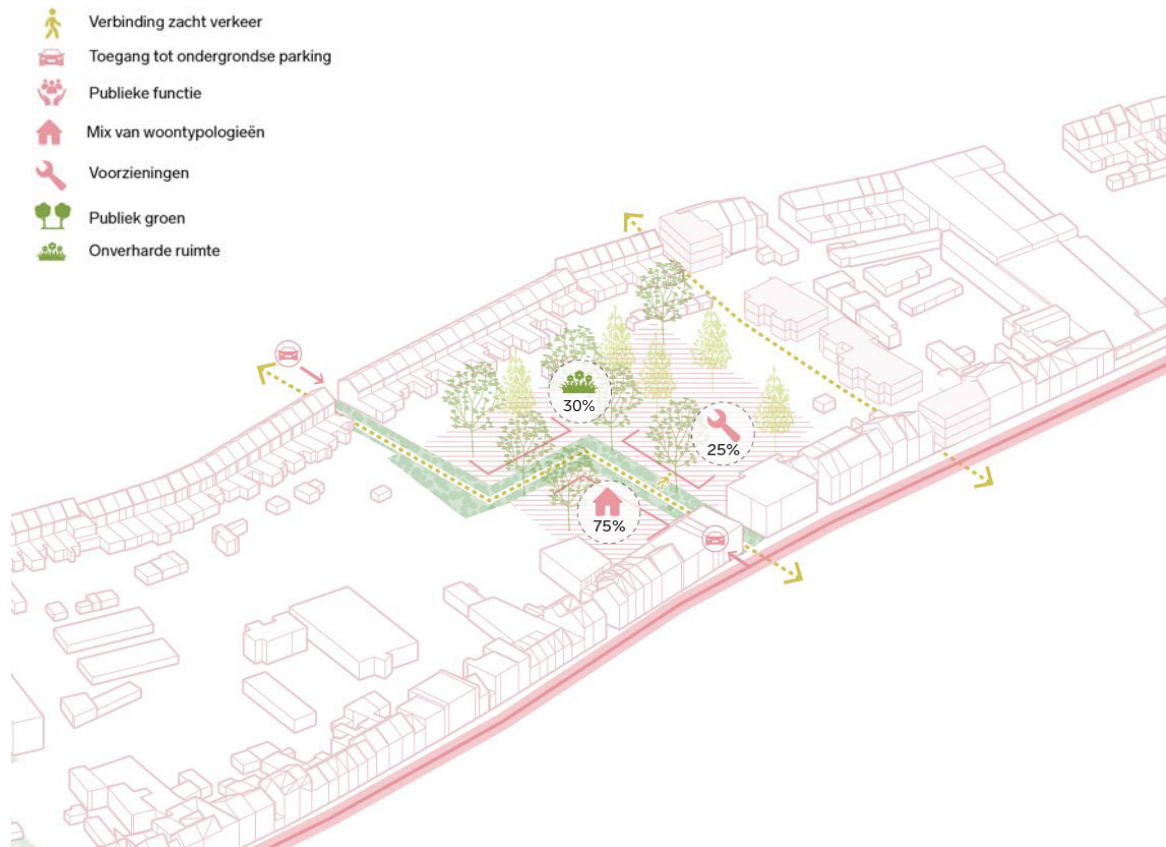 Verbinding zacht verkeer
Toegang tot ondergrondse parking
Publieke functie
Mix van woontypologieën
Voorzieningen
Publiek groen
Onverharde ruimte
30%
25%
75%